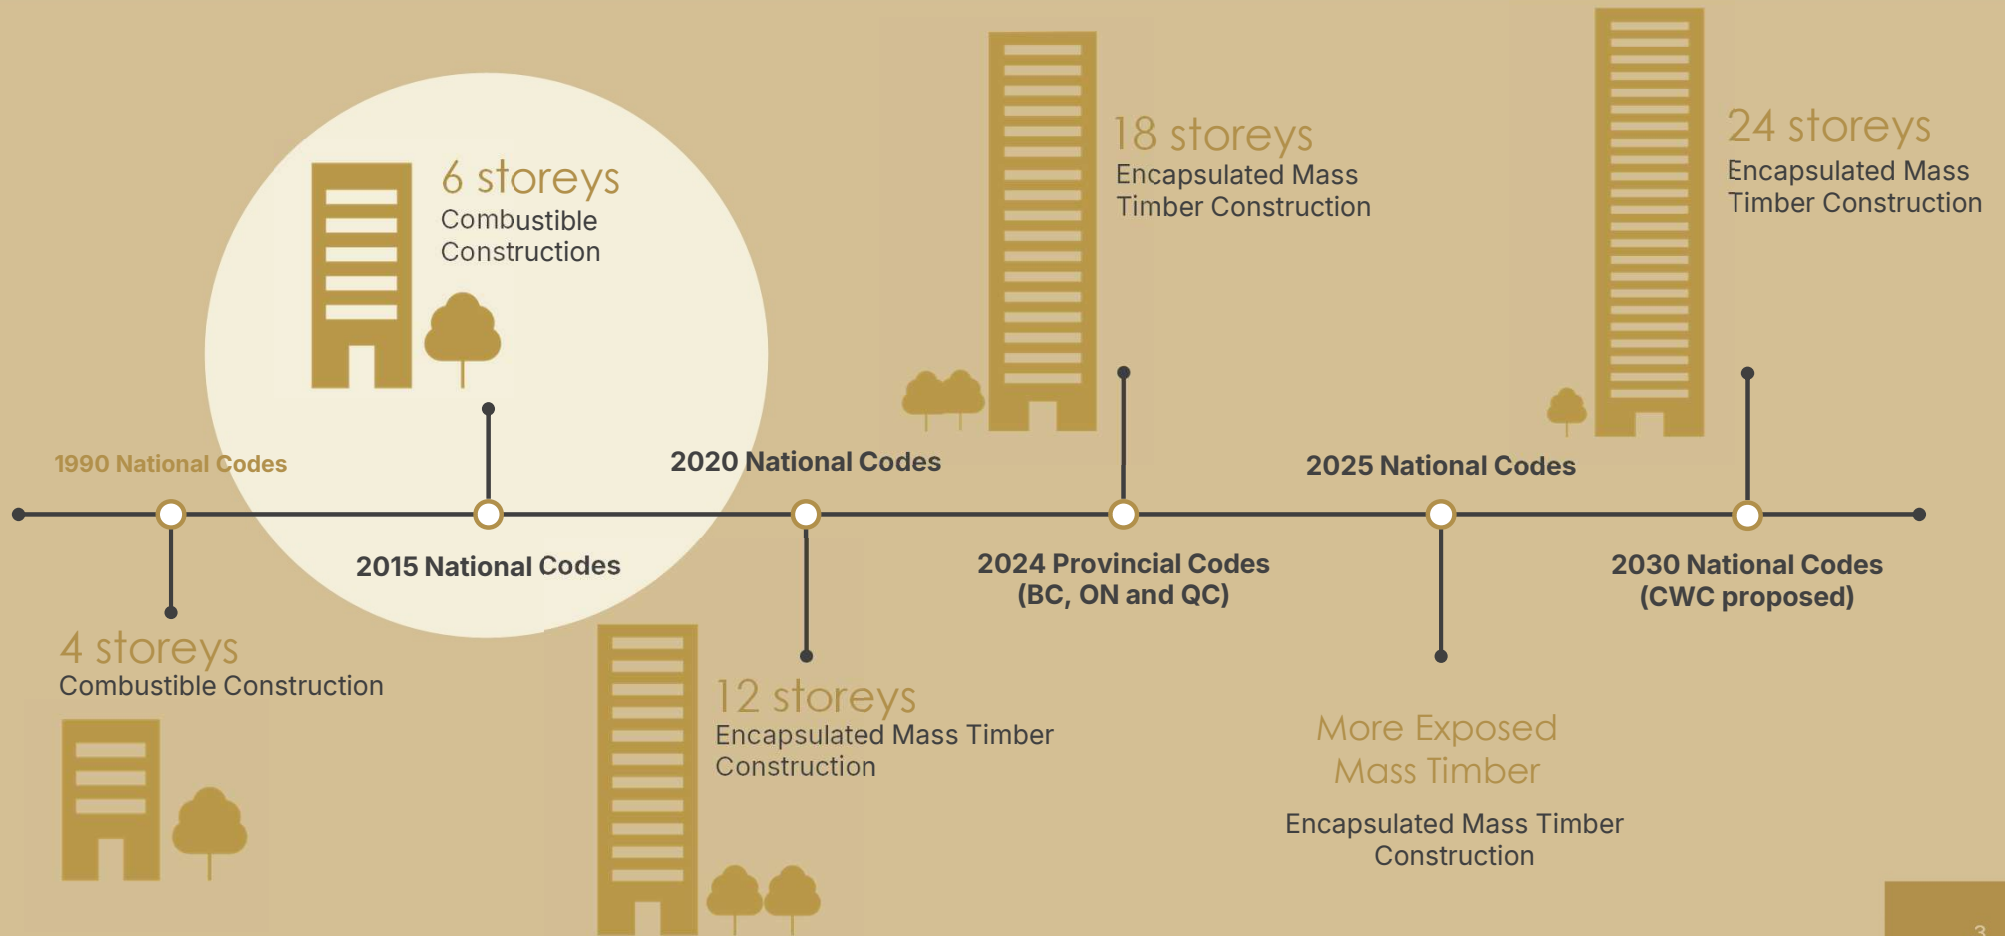 18 storeys
Encapsulated Mass
Timber Construction
24 storeys
Encapsulated Mass
Timber Construction
6 storeys
Combustible
Construction
1990 National Codes
2020 National Codes
2025 National Codes
2015 National Codes
2024 Provincial Codes
(BC, ON and QC)
2030 National Codes
(CWC proposed)
4 storeys
Combustible Construction
12 storeys
Encapsulated Mass Timber
Construction
More Exposed
Mass Timber
Encapsulated Mass Timber
Construction
3